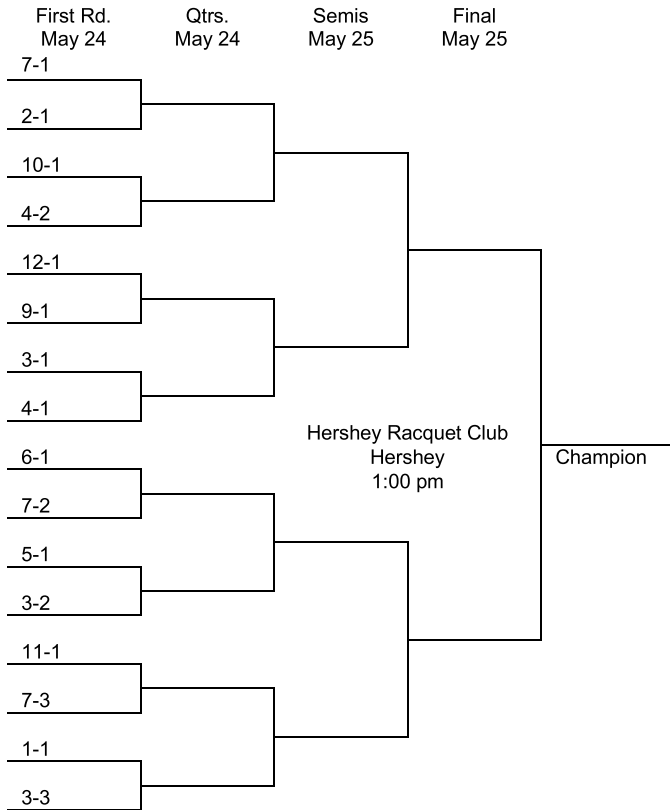 First Rd. Qtrs. Semis Final
May 24 May 24 May 25 May 25
7-1
2-1
10-1
4-2
12-1
9-1
3-1
4-1
Hershey Racquet Club
Hershey
1:00 pm
Champion
6-1
7-2
5-1
3-2
11-1
7-3
1-1
3-3